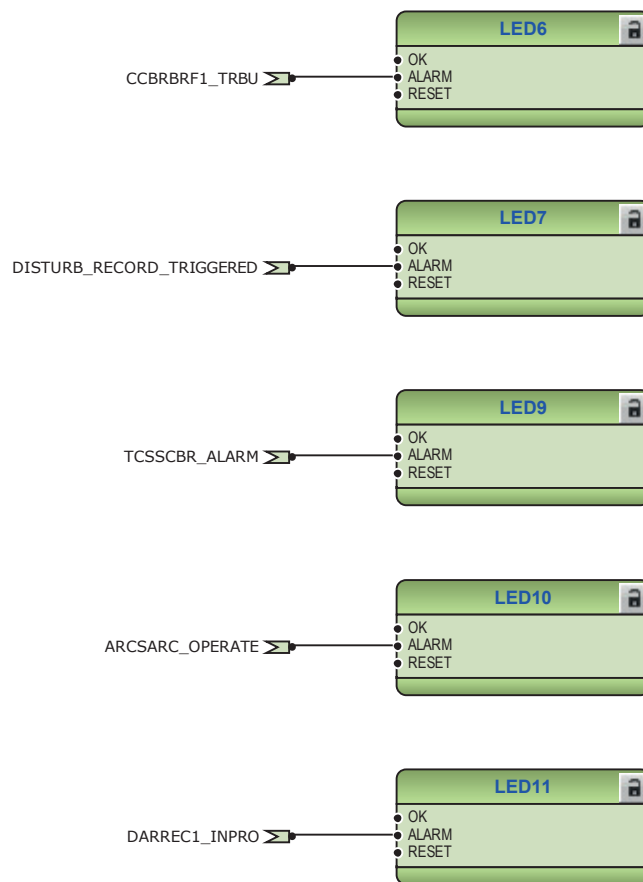 LED6
OK
CCBRBRF1_TRBU ALARM
RESET
LED7
OK
DISTURB_RECORD_TRIGGERED ALARM
RESET
LED9
OK
TCSSCBR_ALARM ALARM
RESET
LED10
OK
ARCSARC_OPERATE ALARM
RESET
LED11
OK
DARREC1_INPRO ALARM
RESET